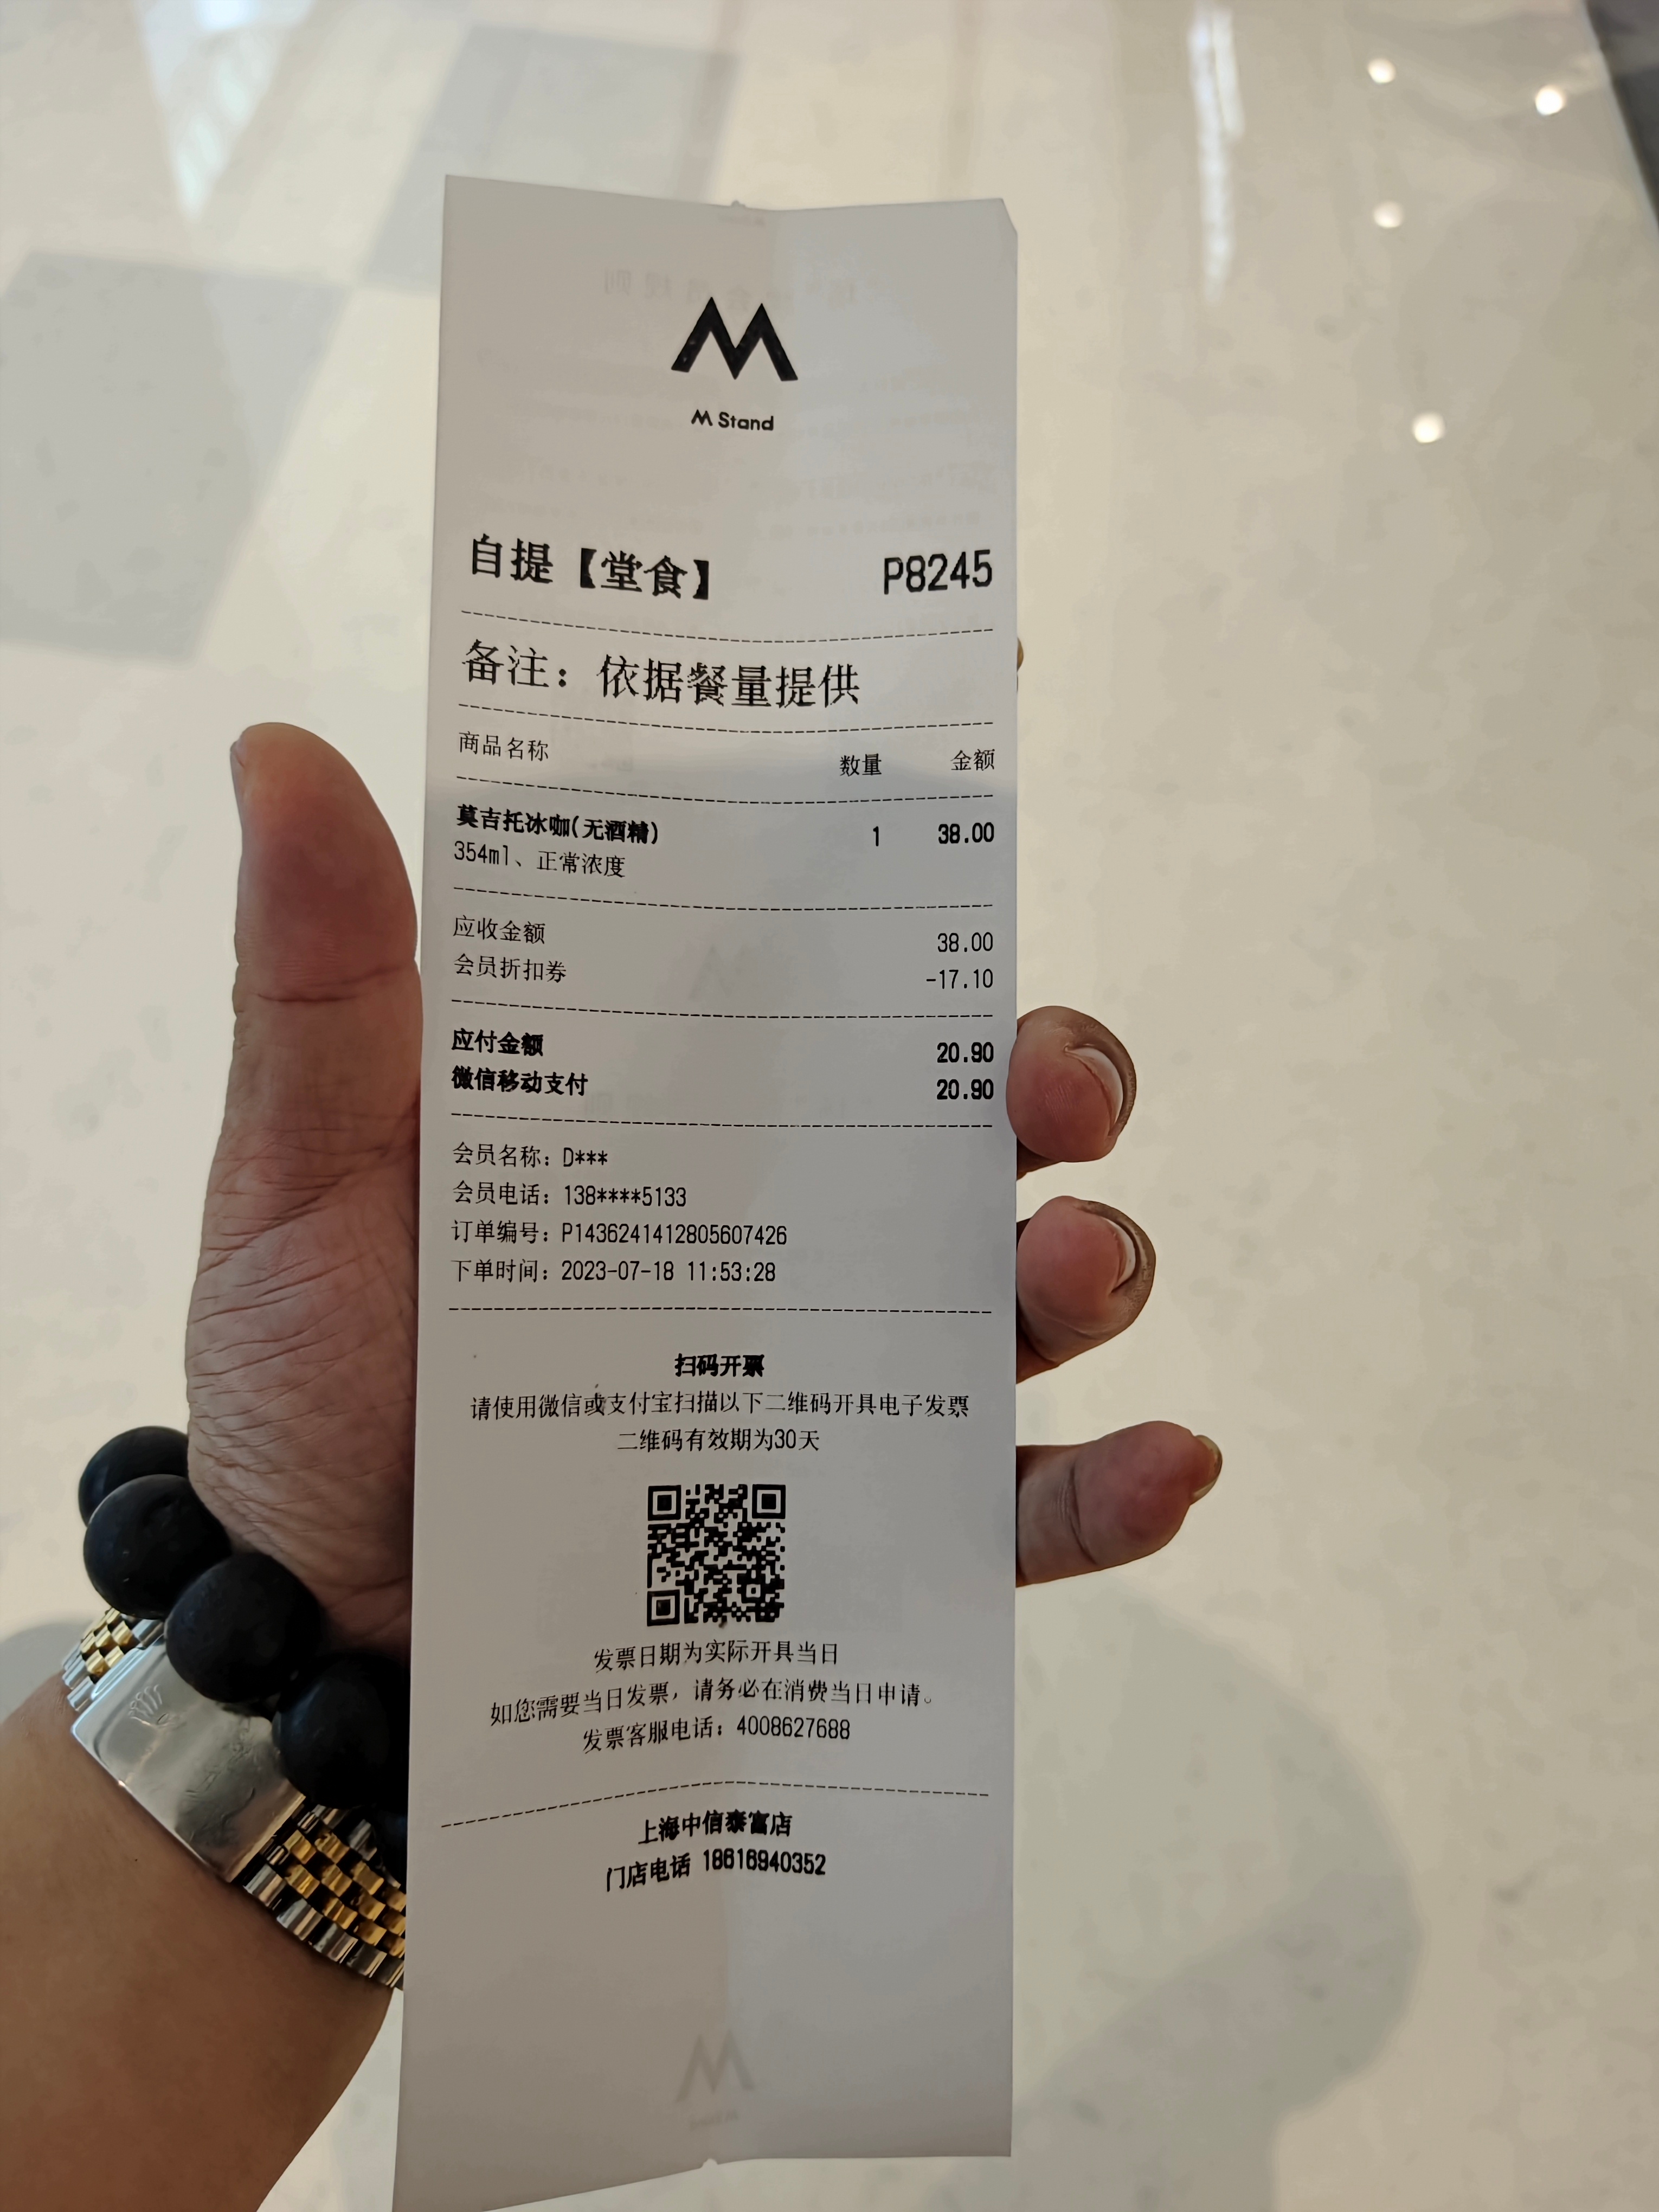 M Stand
自提【堂食】 P8245
备注：依据餐量提供
商品名称 数量 金额
莫吉托冰咖(无酒精) 1 38.00
354ml、正常浓度
应收金额 38.00
会员折扣券 -17.10
应付金额 20.90
微信移动支付 20.90
会员名称：D***
会员电话：138****5133
订单编号：P1436241412805607426
下单时间：2023-07-18 11:53:28
扫码开票
请使用微信或支付宝扫描以下二维码开具电子发票
二维码有效期为30天
发票日期为实际开具当日
如您需要当日发票，请务必在消费当日申请。
发票客服电话：4008627688
上海中信泰富店
门店电话 18616940352